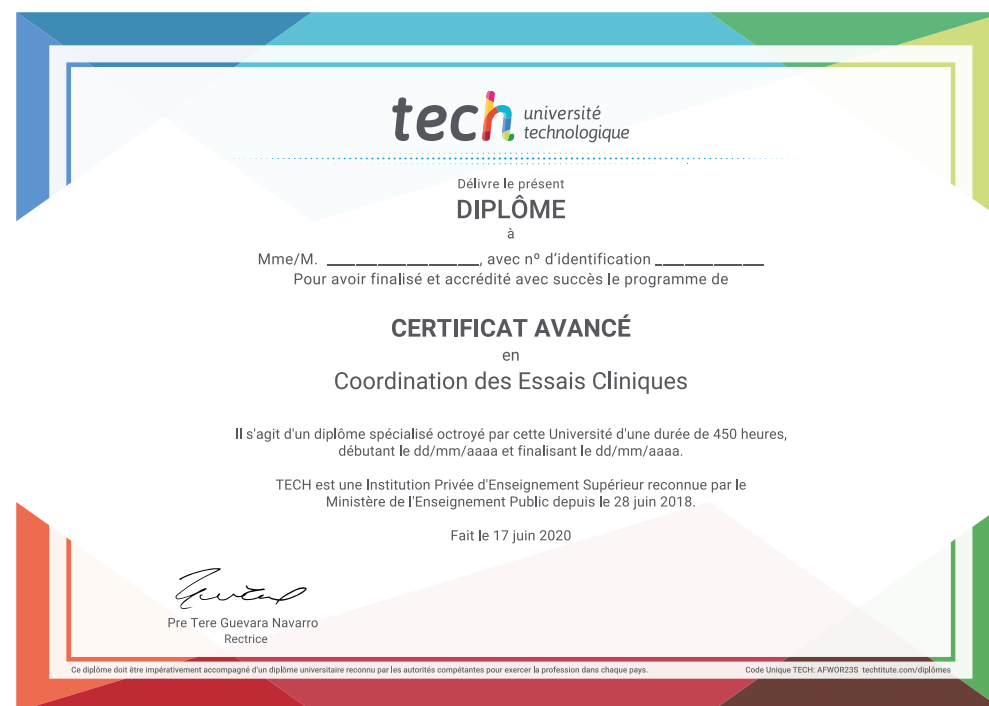 tech université
technologique
Délivre le présent
DIPLÔME
à
Mme/M. ____________________, avec nº d'identification ______________
Pour avoir finalisé et accrédité avec succès le programme de
CERTIFICAT AVANCÉ
en
Coordination des Essais Cliniques
Il s'agit d'un diplôme spécialisé octroyé par cette Université d'une durée de 450 heures,
débutant le dd/mm/aaaa et finalisant le dd/mm/aaaa.
TECH est une Institution Privée d'Enseignement Supérieur reconnue par le
Ministère de l'Enseignement Public depuis le 28 juin 2018.
Fait le 17 juin 2020
Pre Tere Guevara Navarro
Rectrice
Ce diplôme doit être impérativement accompagné d'un diplôme universitaire reconnu par les autorités compétantes pour exercer la profession dans chaque pays.
Code Unique TECH: AFWOR23S techtitute.com/diplômes